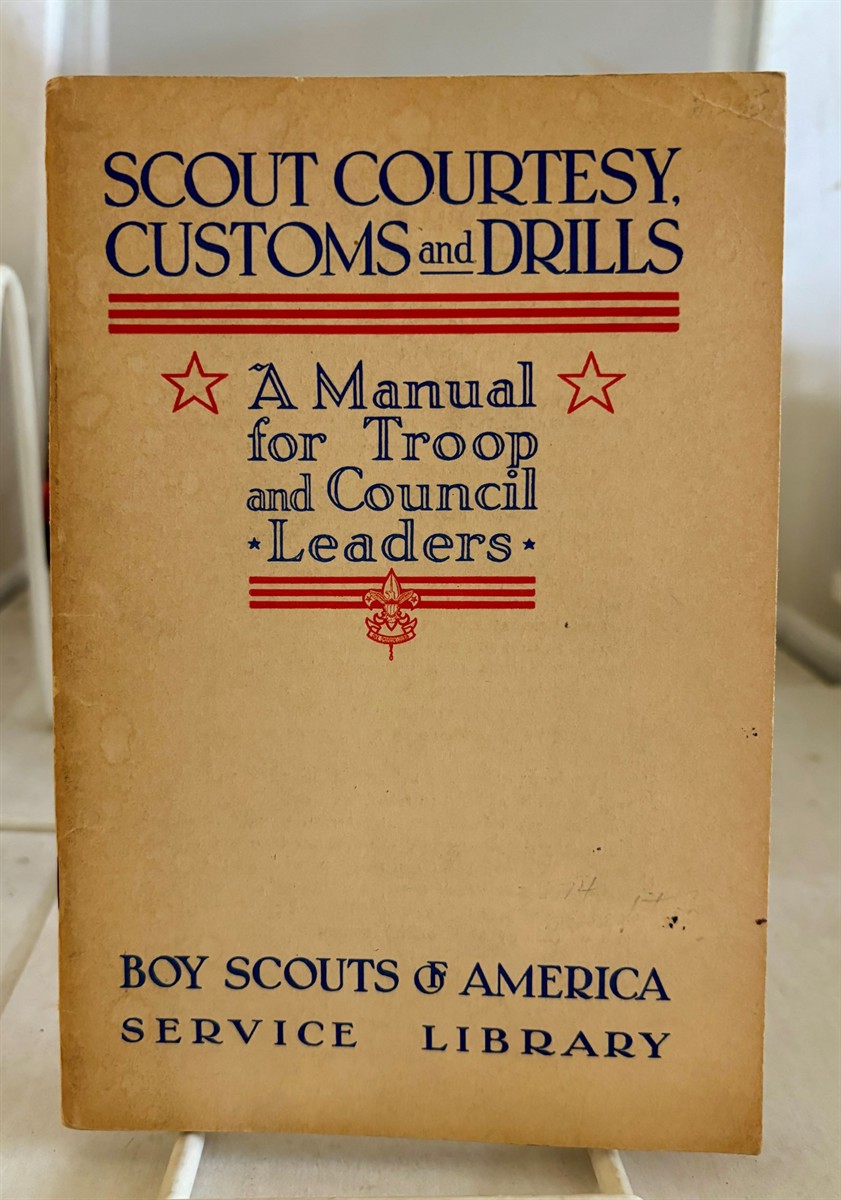 SCOUT COURTESY,
CUSTOMS and DRILLS
A Manual
for Troop
and Council
Leaders
BOY SCOUTS OF AMERICA
SERVICE LIBRARY